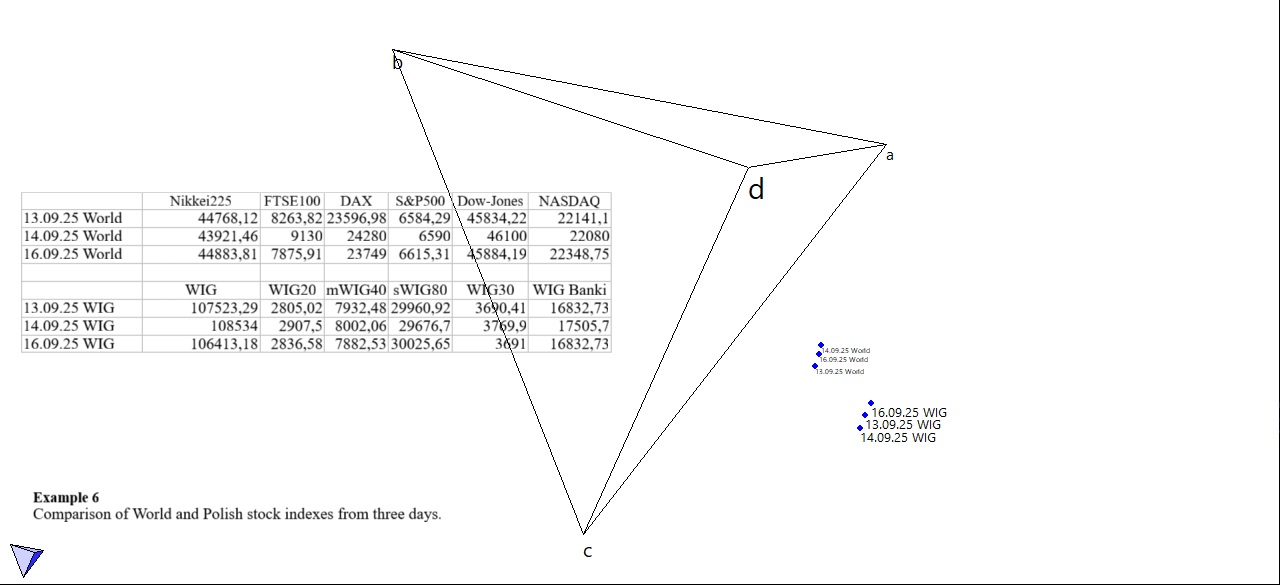 b
a
d
Nikkei225 FTSE100 DAX S&P500 Dow-Jones NASDAQ
13.09.25 World 44768,12 8263,82 23596,98 6584,29 45834,22 22141,1
14.09.25 World 43921,46 9130 24280 6590 46100 22080
16.09.25 World 44883,81 7875,91 23749 6615,31 45884,19 22348,75
WIG WIG20 mWIG40 sWIG80 WIG30 WIG Banki
13.09.25 WIG 107523,29 2805,02 7932,48 29960,92 3690,41 16832,73
14.09.25 WIG 108534 2907,5 8002,06 29676,7 3769,9 17505,7
16.09.25 WIG 106413,18 2836,58 7882,53 30025,65 3691 16832,73
14.09.25 World
16.09.25 World
13.09.25 World
16.09.25 WIG
13.09.25 WIG
14.09.25 WIG
Example 6
Comparison of World and Polish stock indexes from three days.
c